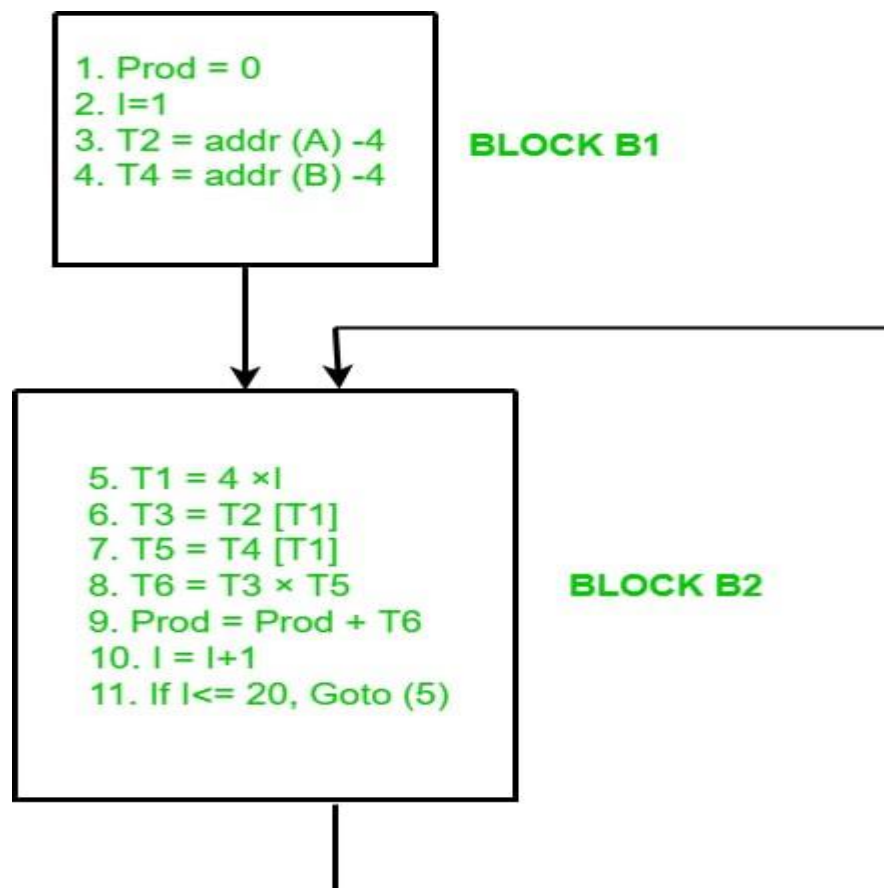 1. Prod = 0
2. I=1
3. T2 = addr (A) -4
4. T4 = addr (B) -4
BLOCK B1
5. T1 = 4 ×I
6. T3 = T2 [T1]
7. T5 = T4 [T1]
8. T6 = T3 × T5
9. Prod = Prod + T6
10. I = I+1
11. If I<= 20, Goto (5)
BLOCK B2